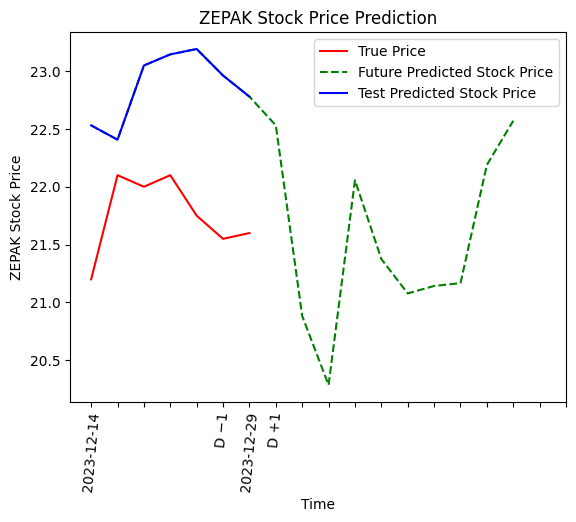 ZEPAK Stock Price Prediction
True Price
Future Predicted Stock Price
Test Predicted Stock Price
ZEPAK Stock Price
23.0
22.5
22.0
21.5
21.0
20.5
2023-12-14
D −1
2023-12-29
D +1
Time